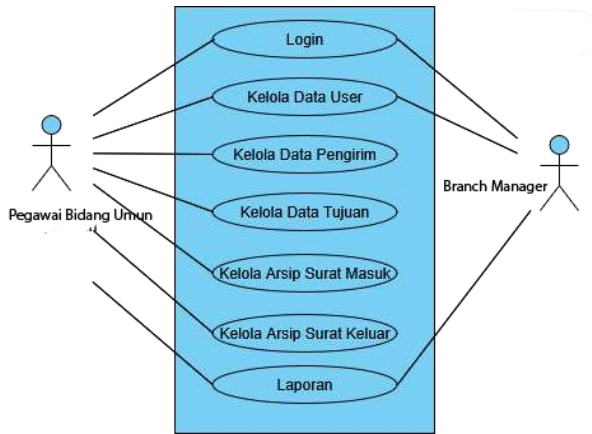 Login
Kelola Data User
Kelola Data Pengirim
Branch Manager
Pegawai Bidang Umun
Kelola Data Tujuan
Kelola Arsip Surat Masuk
Kelola Arsip Surat Keluar
Laporan